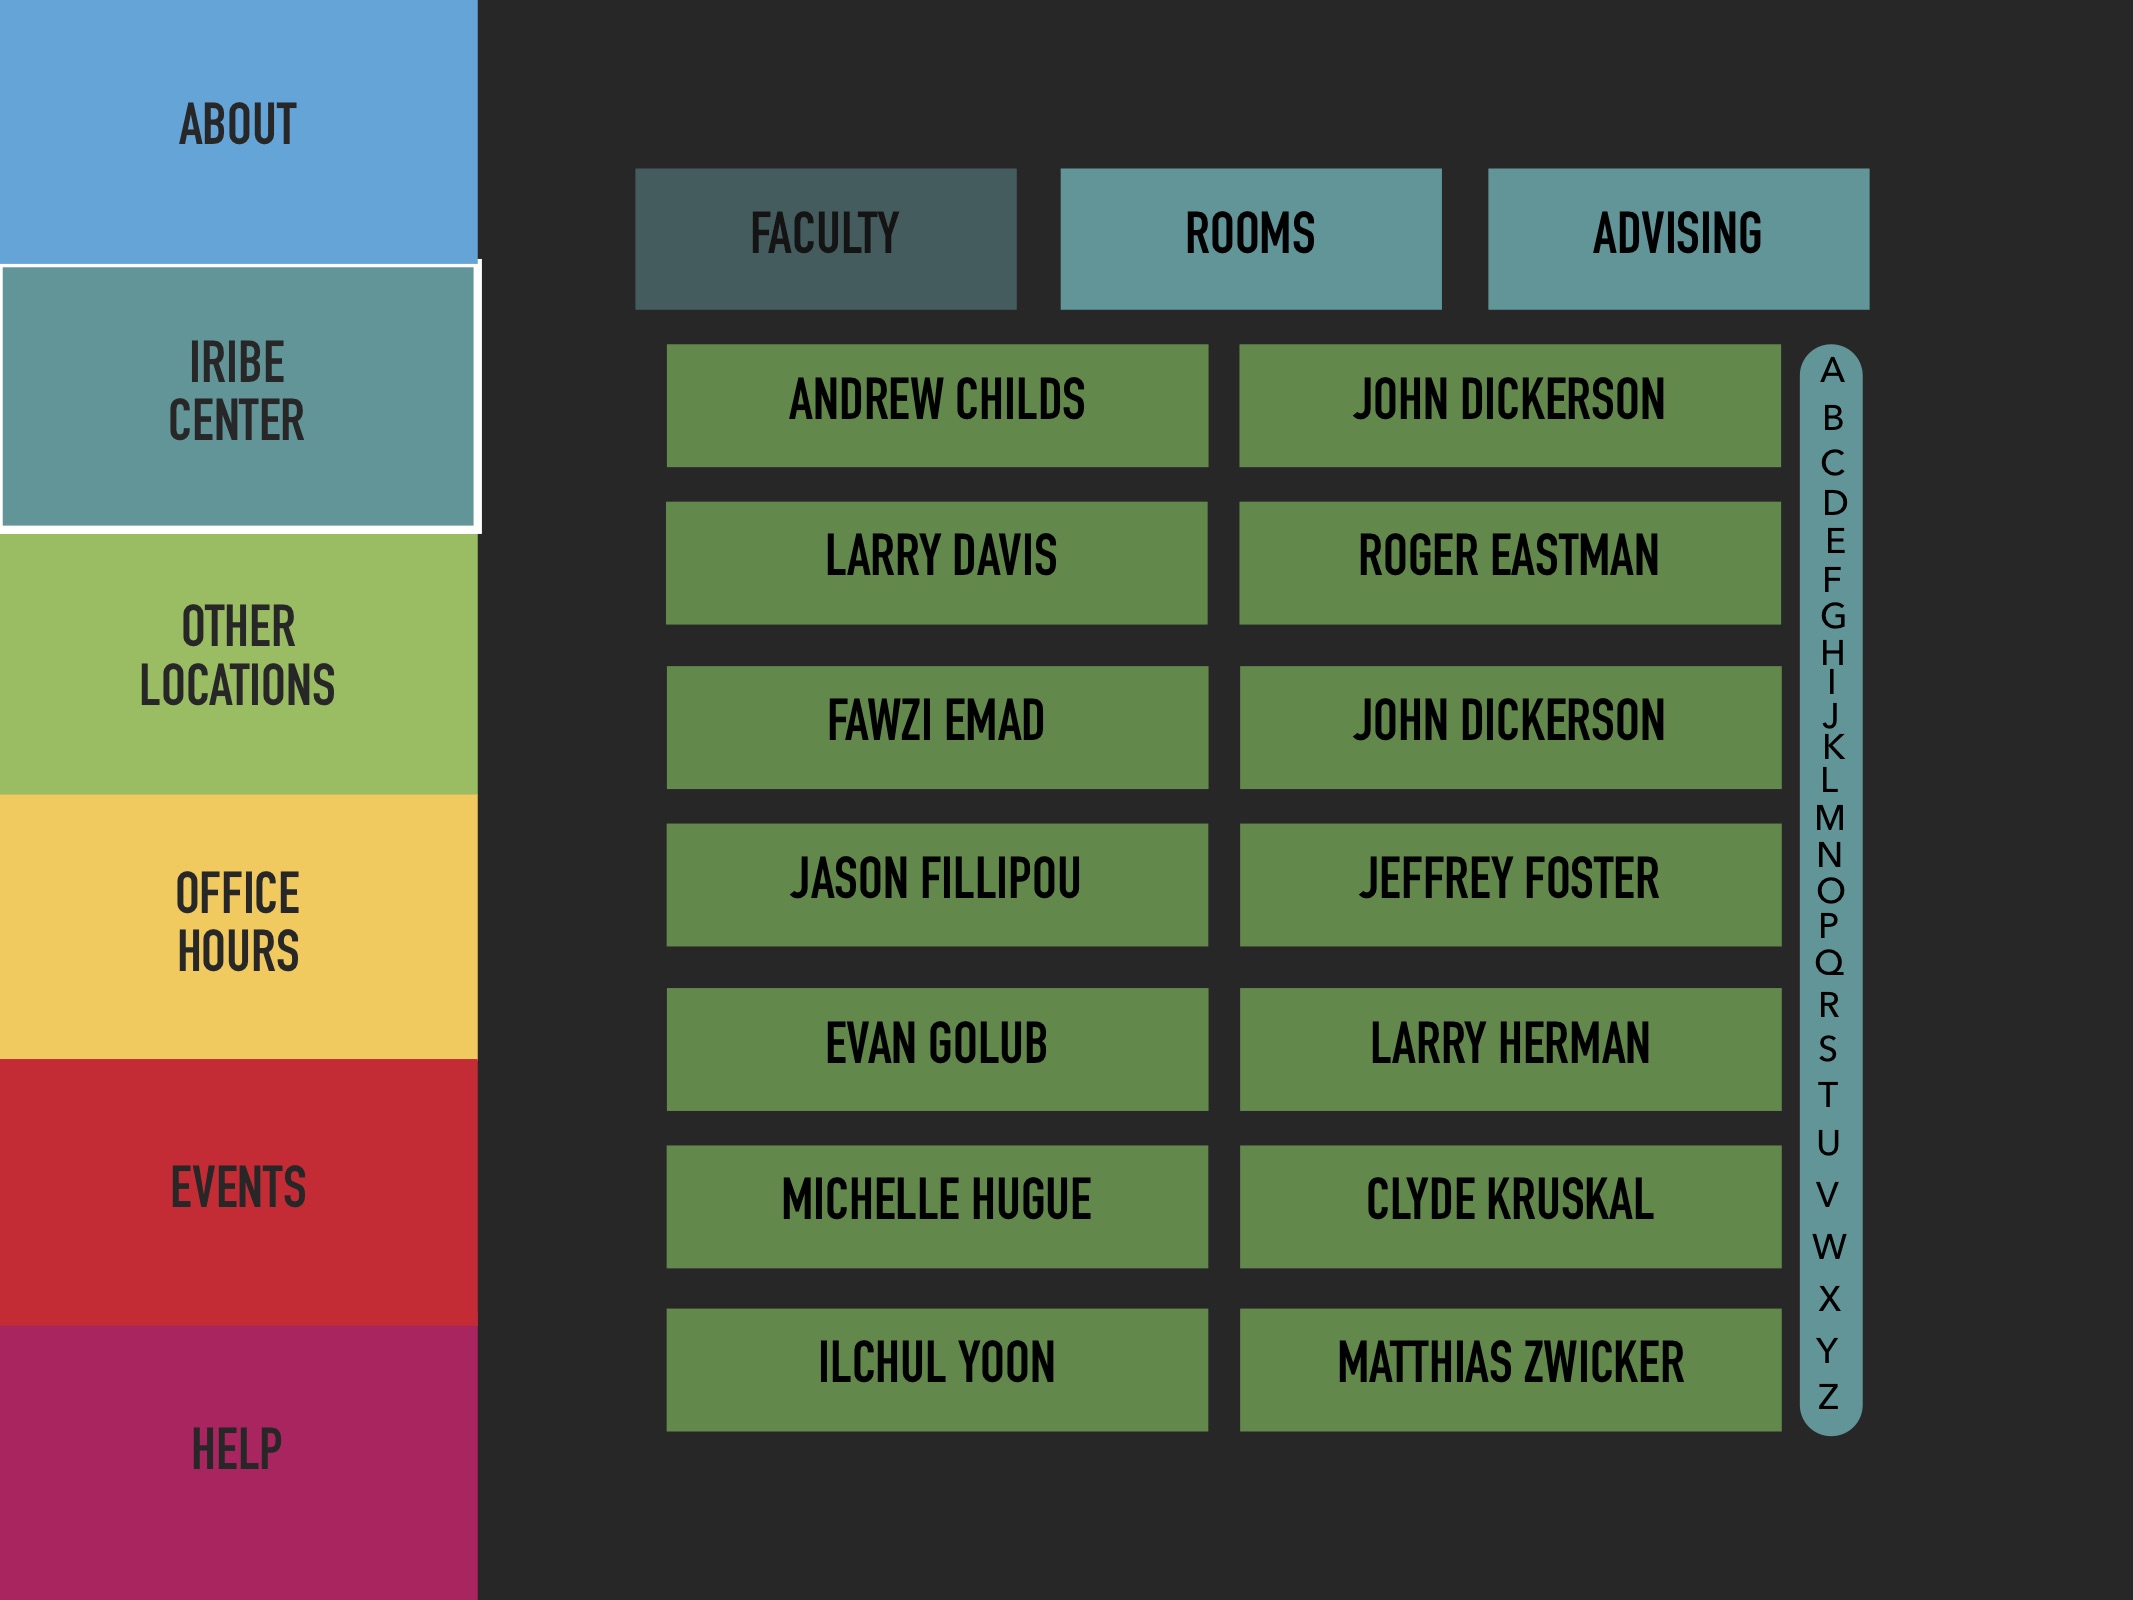 ABOUT
IRIBE
CENTER
OTHER
LOCATIONS
OFFICE
HOURS
EVENTS
HELP
FACULTY
ROOMS
ADVISING
ANDREW CHILDS
JOHN DICKERSON
LARRY DAVIS
ROGER EASTMAN
FAWZI EMAD
JOHN DICKERSON
JASON FILLIPOU
JEFFREY FOSTER
EVAN GOLUB
LARRY HERMAN
MICHELLE HUGUE
CLYDE KRUSKAL
ILCHUL YOON
MATTHIAS ZWICKER
A
B
C
D
E
F
G
H
I
J
K
L
M
N
O
P
Q
R
S
T
U
V
W
X
Y
Z